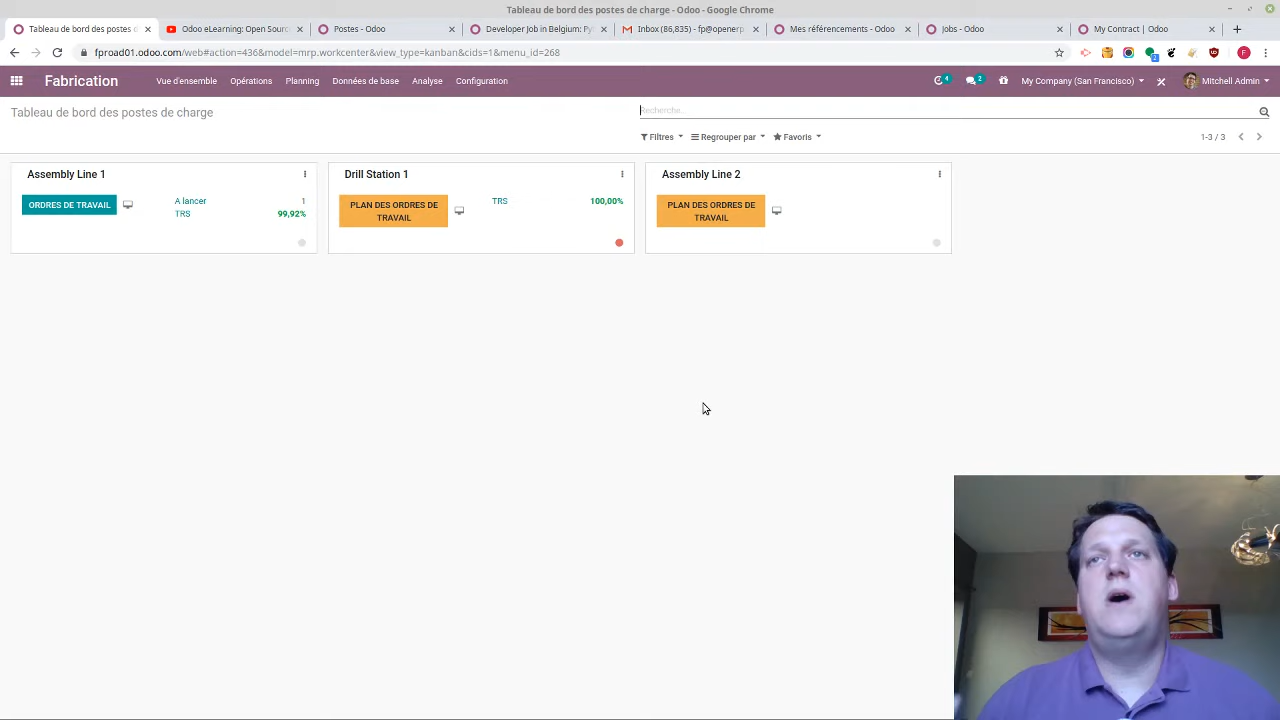 Tableau de bord des postes de charge - Odoo - Google Chrome
Tableau de bord des postes d
Odoo eLearning: Open Sourc
Postes - Odoo
Developer Job in Belgium: Py
Inbox (86,835) - fp@openerp
Mes référencements - Odoo
Jobs - Odoo
My Contract | Odoo
fproad01.odoo.com/web#action=436&model=mrp.workcenter&view_type=kanban&cids=1&menu_id=268
2
F
Fabrication
Vue d'ensemble
Opérations
Planning
Données de base
Analyse
Configuration
4
2
My Company (San Francisco)
Mitchell Admin
Tableau de bord des postes de charge
Recherche...
Filtres
Regrouper par
Favoris
1-3 / 3
Assembly Line 1
ORDRES DE TRAVAIL
A lancer 1
TRS 99,92%
Drill Station 1
PLAN DES ORDRES DE
TRAVAIL
TRS 100,00%
Assembly Line 2
PLAN DES ORDRES DE
TRAVAIL